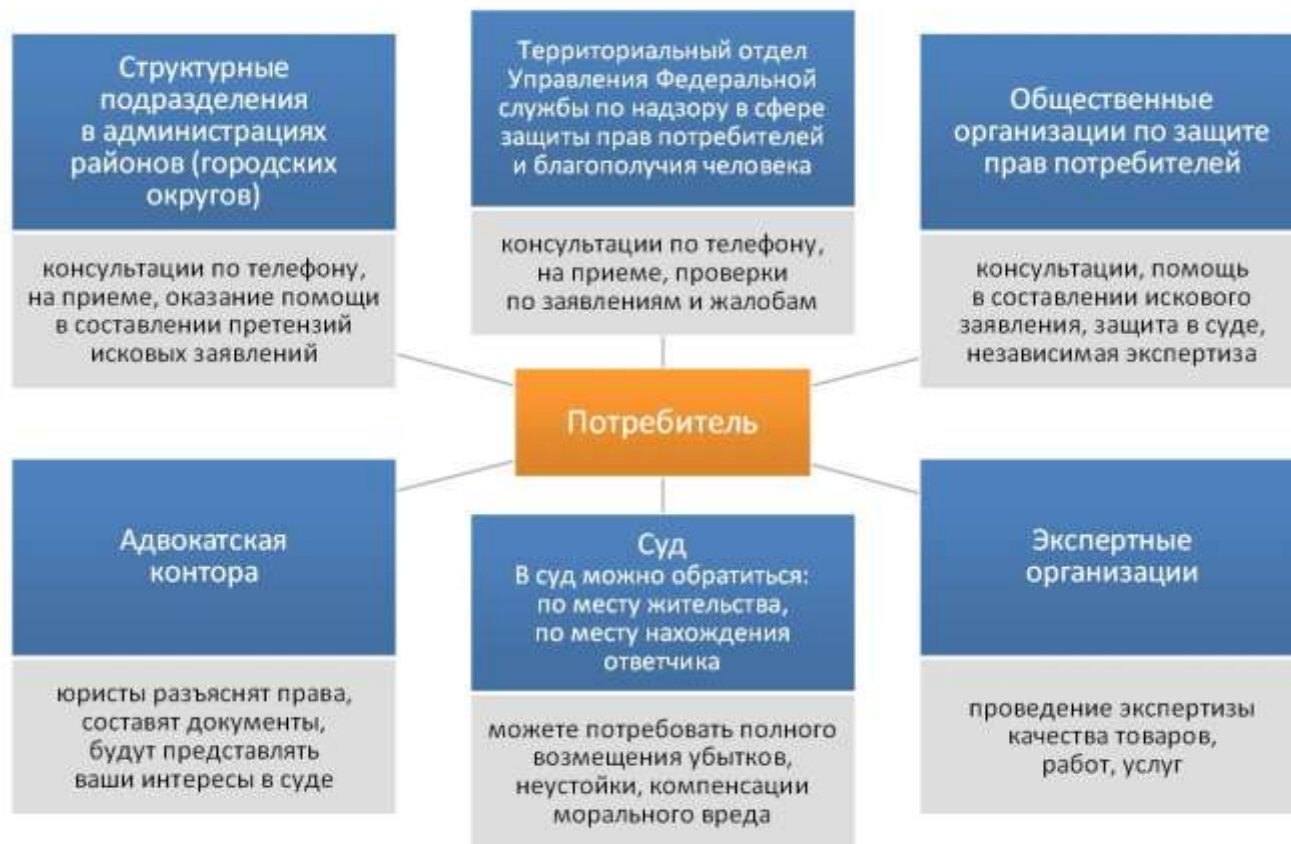 Структурные
подразделения
в администрациях
районов (городских
округов)
консультации по телефону,
на приеме, оказание помощи
в составлении претензий
исковых заявлений
Территориальный отдел
Управления Федеральной
службы по надзору в сфере
защиты прав потребителей
и благополучия человека
консультации по телефону,
на приеме, проверки
по заявлениям и жалобам
Общественные
организации по защите
прав потребителей
консультации, помощь
в составлении искового
заявления, защита в суде,
независимая экспертиза
Потребитель
Адвокатская
контора
юристы разъяснят права,
составят документы,
будут представлять
ваши интересы в суде
Суд
В суд можно обратиться:
по месту жительства,
по месту нахождения
ответчика
можете потребовать полного
возмещения убытков,
неустойки, компенсации
морального вреда
Экспертные
организации
проведение экспертизы
качества товаров,
работ, услуг